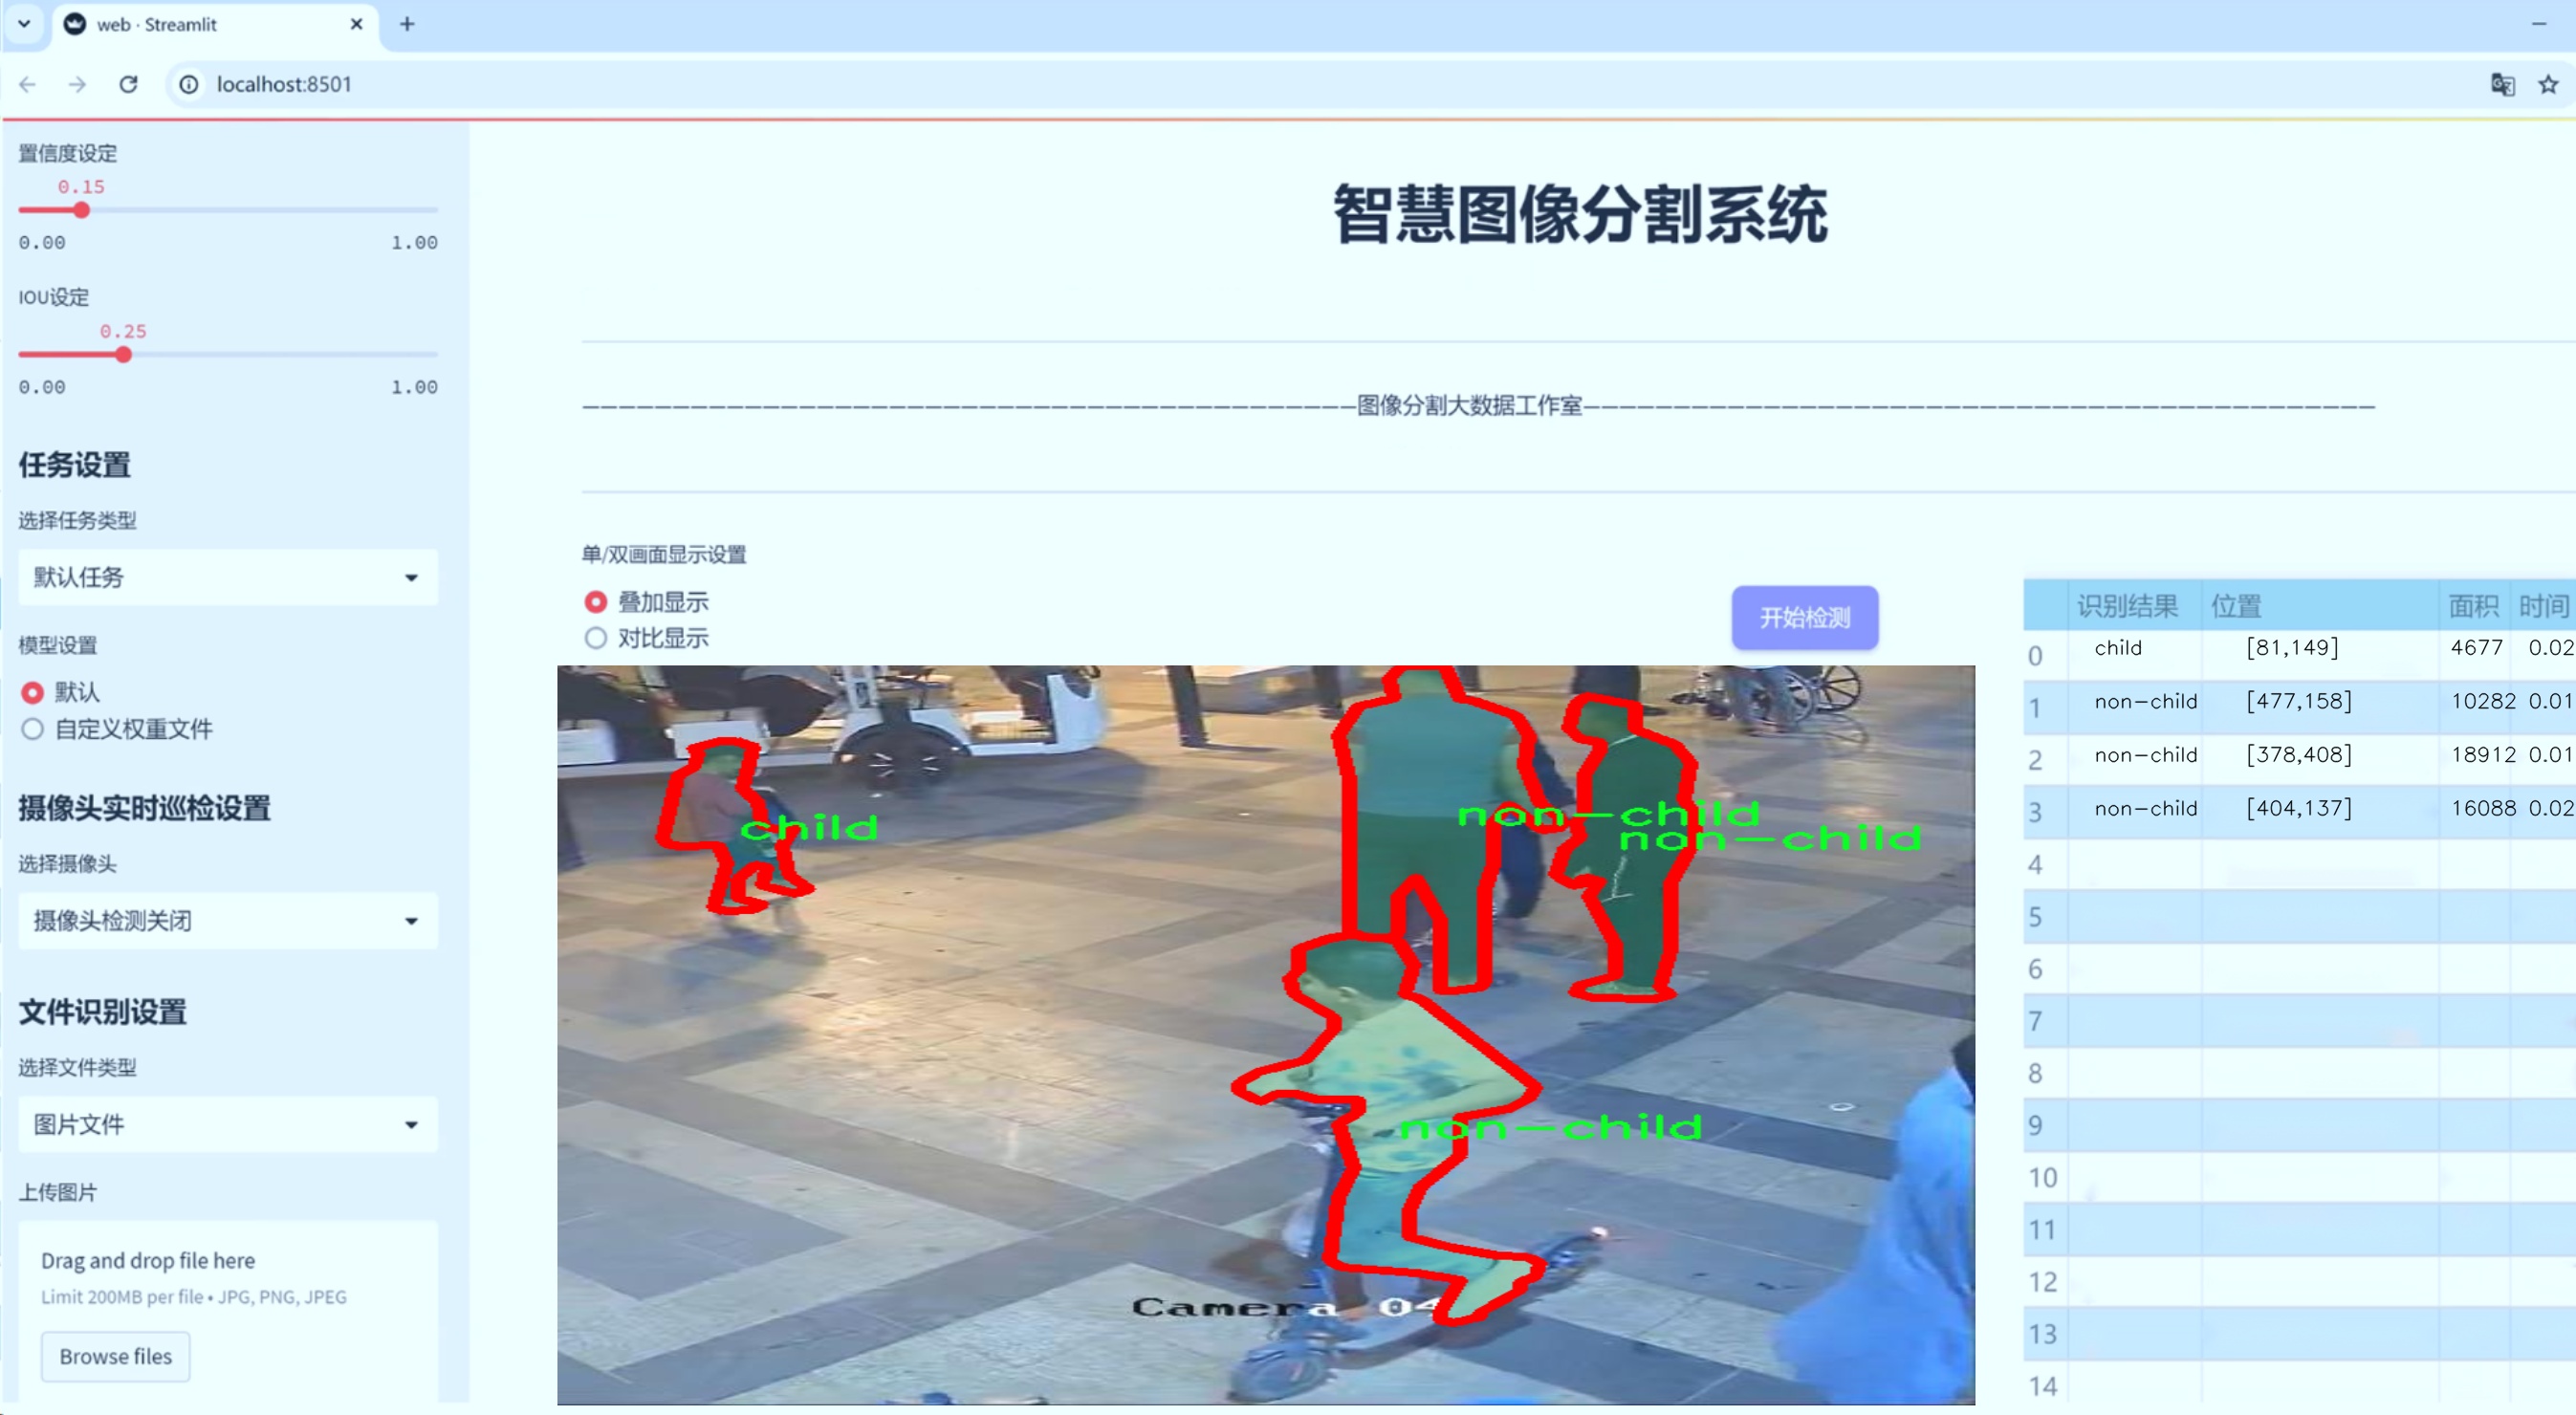 web · Streamlit
localhost:8501
置信度设定
0.15
0.00 1.00
IOU设定
0.25
0.00 1.00
任务设置
选择任务类型
默认任务
模型设置
默认
自定义权重文件
摄像头实时巡检设置
选择摄像头
摄像头检测关闭
文件识别设置
选择文件类型
图片文件
上传图片
Drag and drop file here
Limit 200MB per file • JPG, PNG, JPEG
Browse files
智慧图像分割系统
———————————————————————————————————————————图像分割大数据工作室————————————————————————————————————————————
单/双画面显示设置
叠加显示
对比显示
开始检测
child
non-child
non-child
non-child
Camera 04
识别结果 位置 面积 时间
0 child [81,149] 4677 0.02
1 non-child [477,158] 10282 0.01
2 non-child [378,408] 18912 0.01
3 non-child [404,137] 16088 0.02
4
5
6
7
8
9
10
11
12
13
14